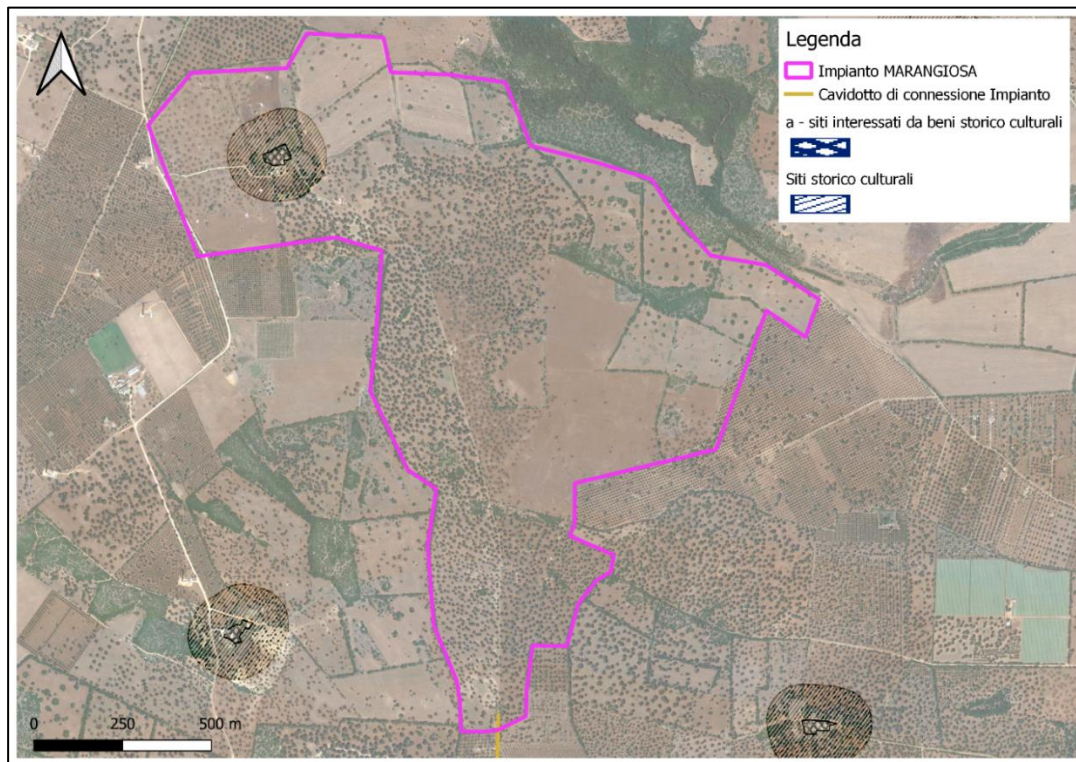 Legenda
Impianto MARANGIOSA
Cavidotto di connessione Impianto
a - siti interessati da beni storico culturali
Siti storico culturali
0 250 500 m